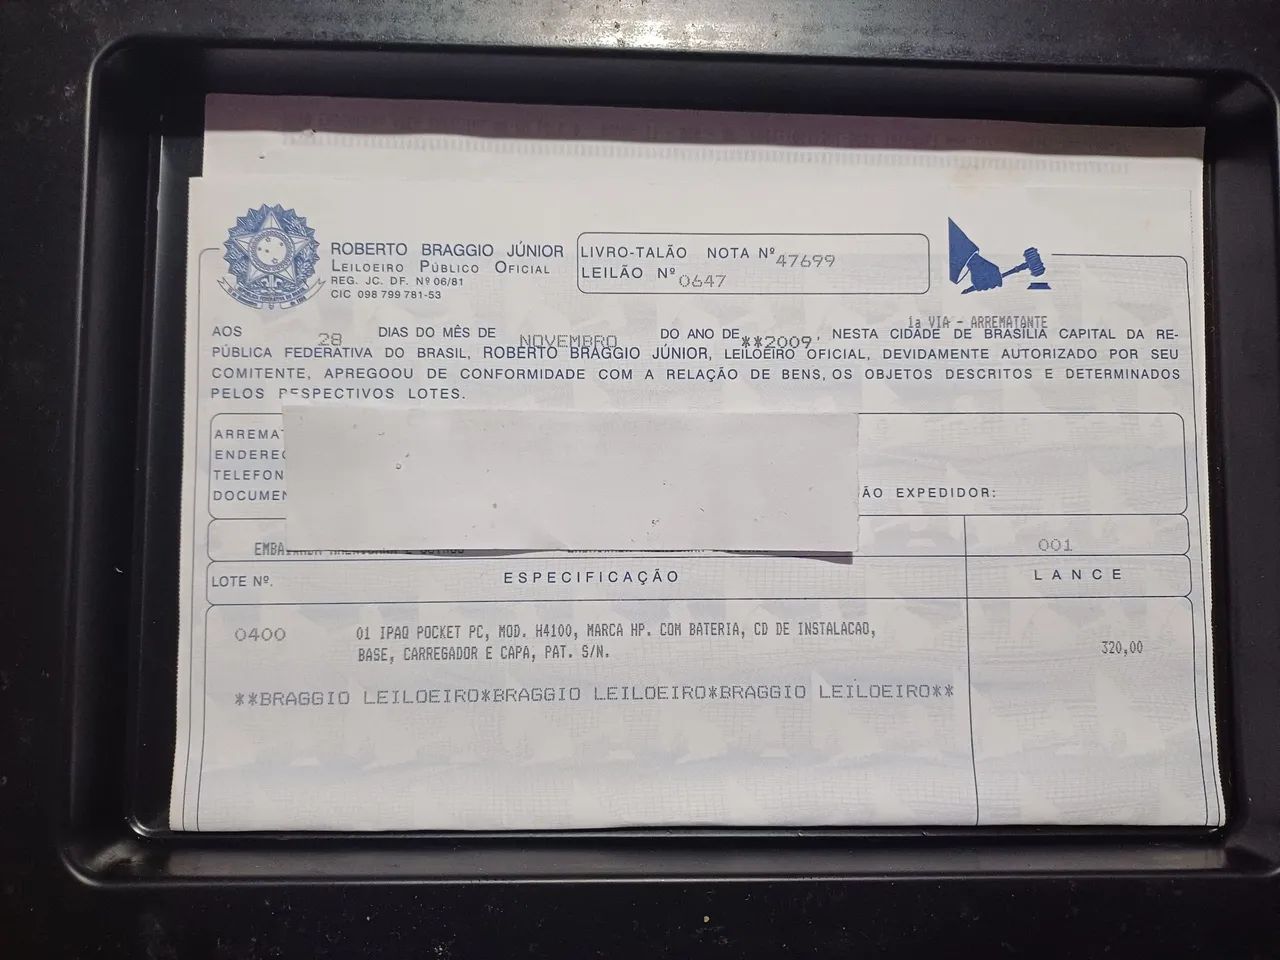 ROBERTO BRAGGIO JÚNIOR
LEILOEIRO PÚBLICO OFICIAL
REG. JC. DF. Nº 06/81
CIC 098 799 781-53
LIVRO-TALÃO NOTA Nº 47699
LEILÃO Nº 0647
1a VIA - ARREMATANTE
AOS 28 DIAS DO MÊS DE NOVEMBRO DO ANO DE **2009 NESTA CIDADE DE BRASÍLIA CAPITAL DA RE-
PÚBLICA FEDERATIVA DO BRASIL, ROBERTO BRAGGIO JÚNIOR, LEILOEIRO OFICIAL, DEVIDAMENTE AUTORIZADO POR SEU
COMITENTE, APREGOOU DE CONFORMIDADE COM A RELAÇÃO DE BENS, OS OBJETOS DESCRITOS E DETERMINADOS
PELOS RESPECTIVOS LOTES.
ARREMAT
ENDEREÇ
TELEFON
DOCUMEN ÃO EXPEDIDOR:
001
LOTE Nº. ESPECIFICAÇÃO LANCE
0400 01 IPAQ POCKET PC, MOD. H4100, MARCA HP. COM BATERIA, CD DE INSTALACAO,
BASE, CARREGADOR E CAPA, PAT. S/N. 320,00
**BRAGGIO LEILOEIRO*BRAGGIO LEILOEIRO*BRAGGIO LEILOEIRO**